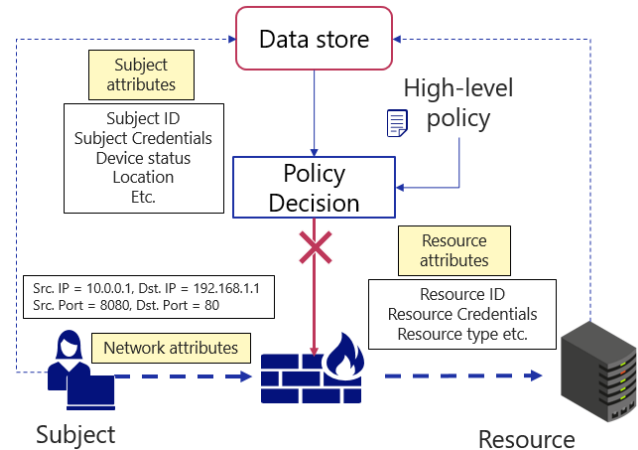 Data store
Subject
attributes
High-level
policy
Subject ID
Subject Credentials
Device status
Location
Etc.
Policy
Decision
Resource
attributes
Src. IP = 10.0.0.1, Dst. IP = 192.168.1.1
Src. Port = 8080, Dst. Port = 80
Resource ID
Resource Credentials
Resource type etc.
Network attributes
Subject
Resource